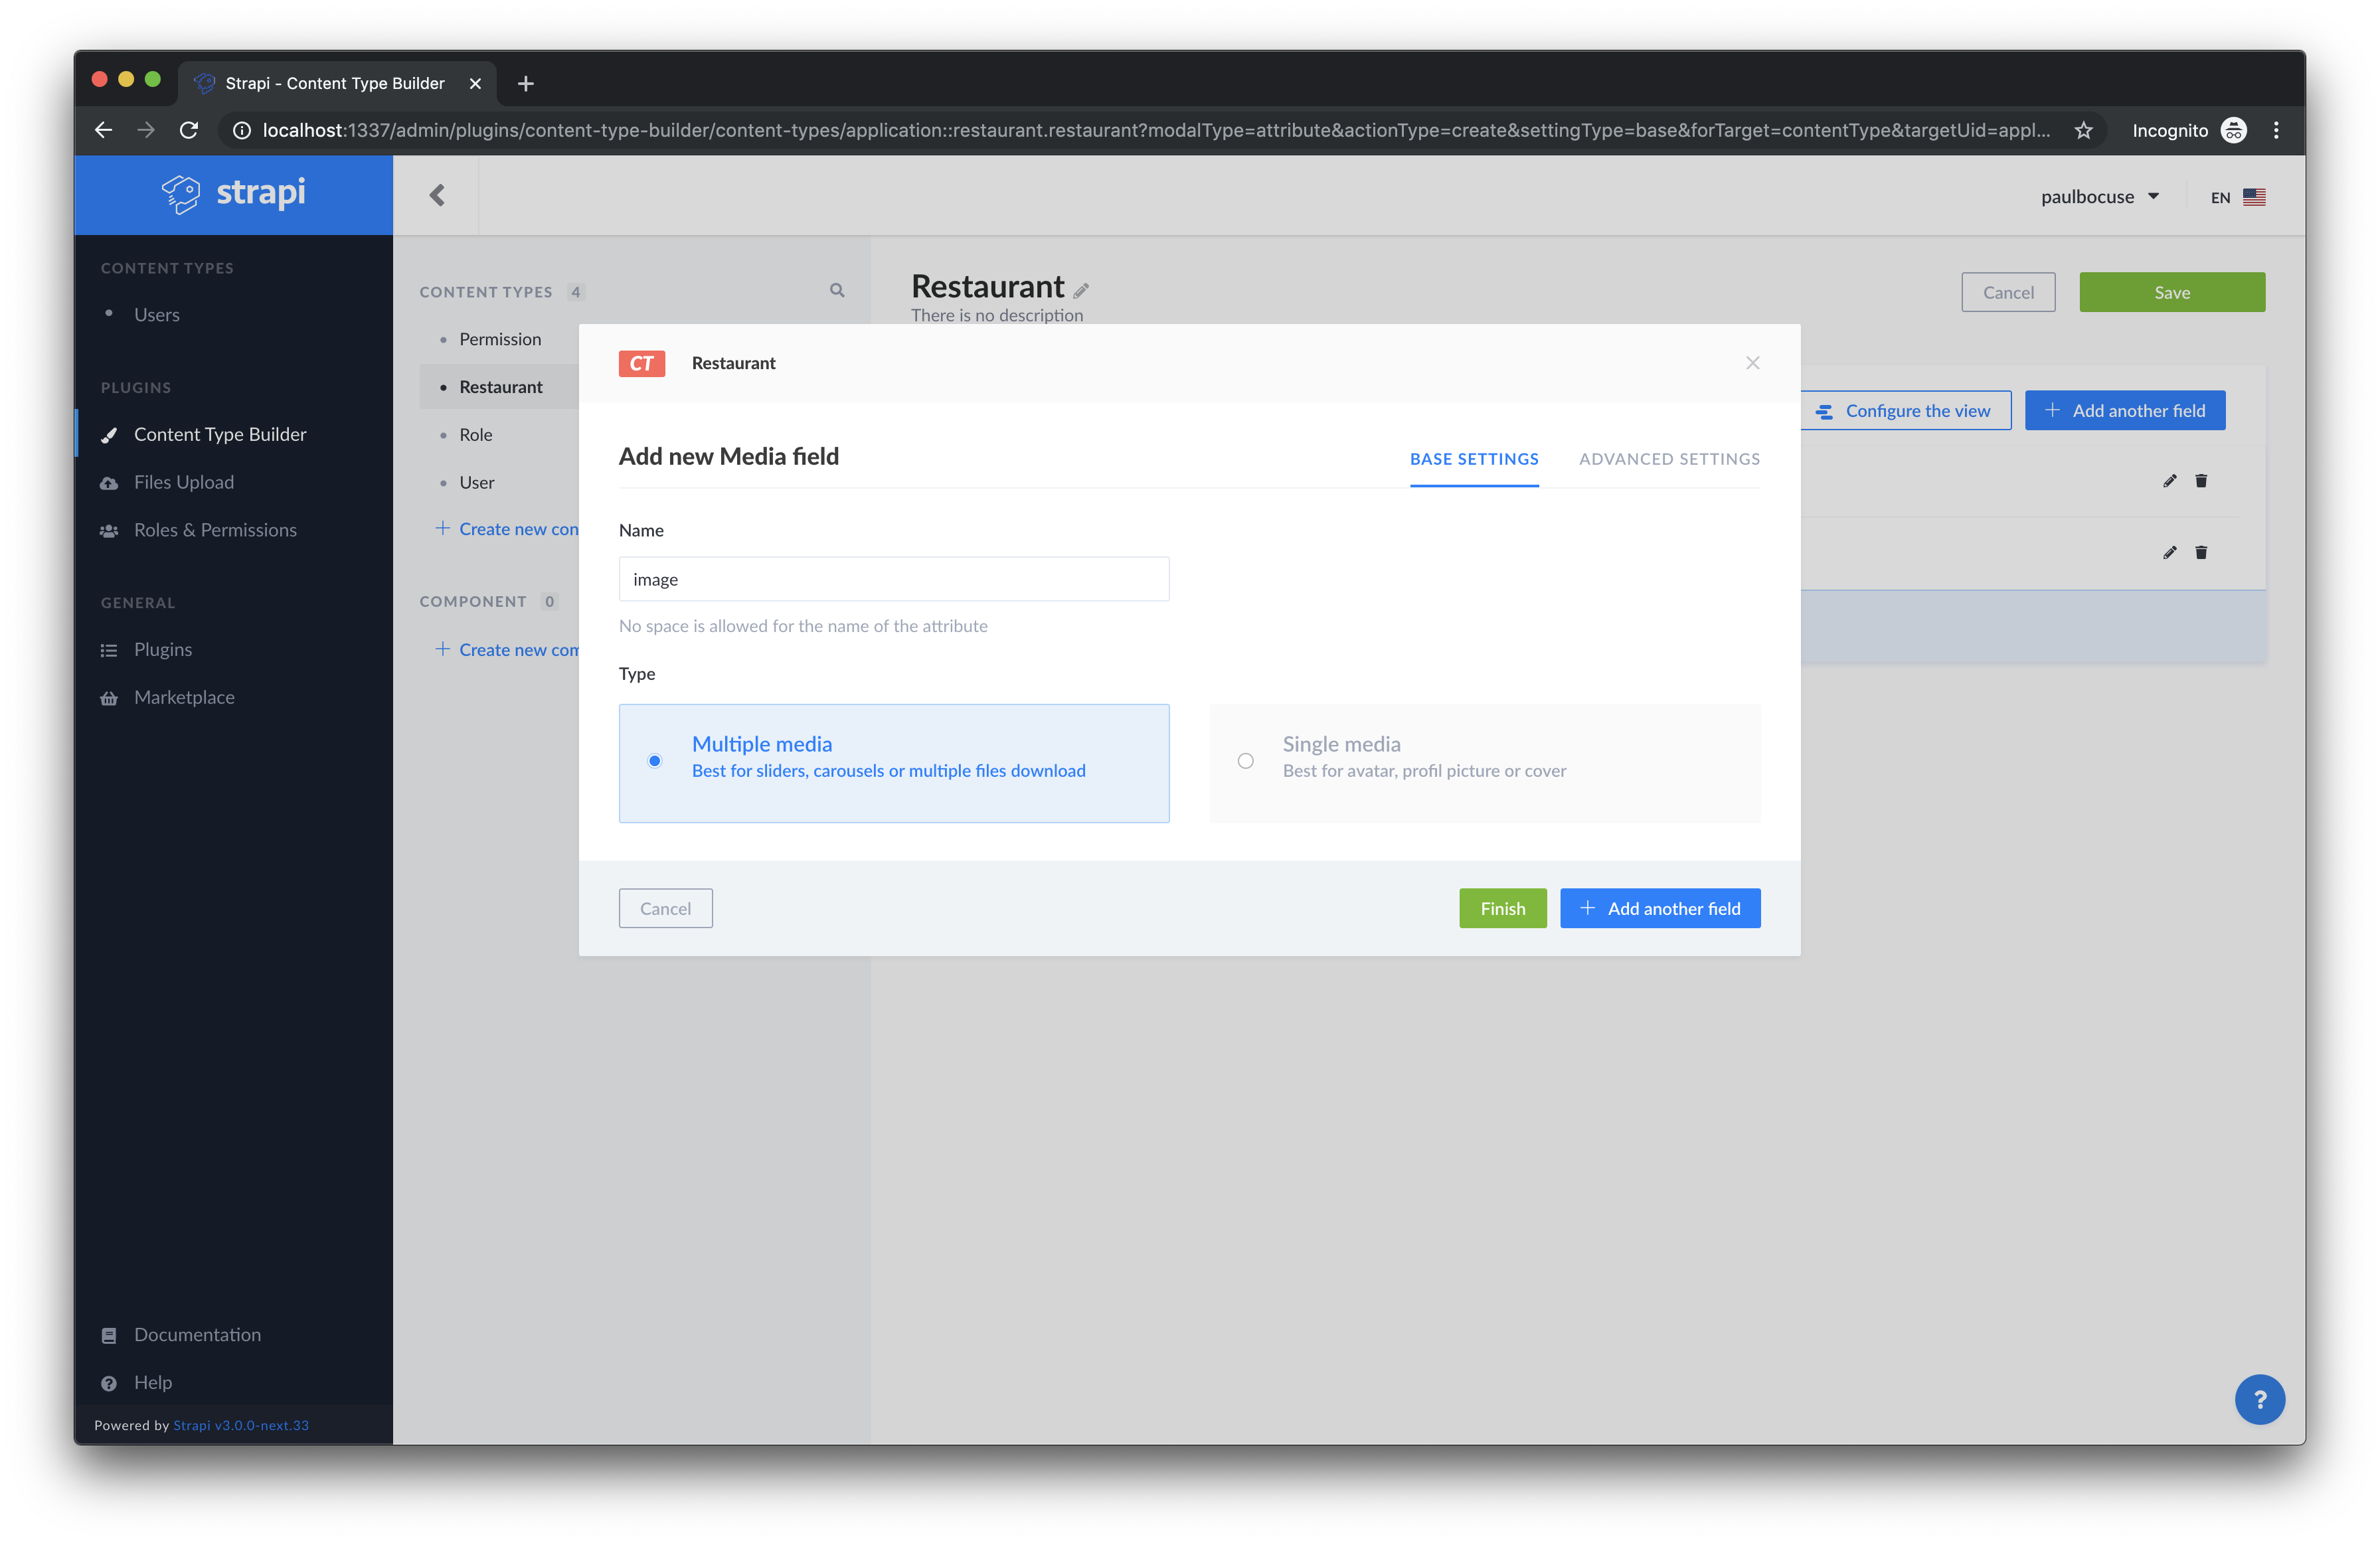 Strapi - Content Type Builder
localhost:1337/admin/plugins/content-type-builder/content-types/application::restaurant.restaurant?modalType=attribute&actionType=create&settingType=base&forTarget=contentType&targetUid=appl...
Incognito
strapi
paulbocuse
EN
CONTENT TYPES
Users
PLUGINS
Content Type Builder
Files Upload
Roles & Permissions
GENERAL
Plugins
Marketplace
Documentation
Help
Powered by Strapi v3.0.0-next.33
CONTENT TYPES 4
Permission
Restaurant
Role
User
+ Create new con
COMPONENT 0
+ Create new com
Restaurant
There is no description
Cancel
Save
Configure the view
+ Add another field
CT Restaurant
Add new Media field
BASE SETTINGS
ADVANCED SETTINGS
Name
image
No space is allowed for the name of the attribute
Type
Multiple media
Best for sliders, carousels or multiple files download
Single media
Best for avatar, profil picture or cover
Cancel
Finish
+ Add another field
?